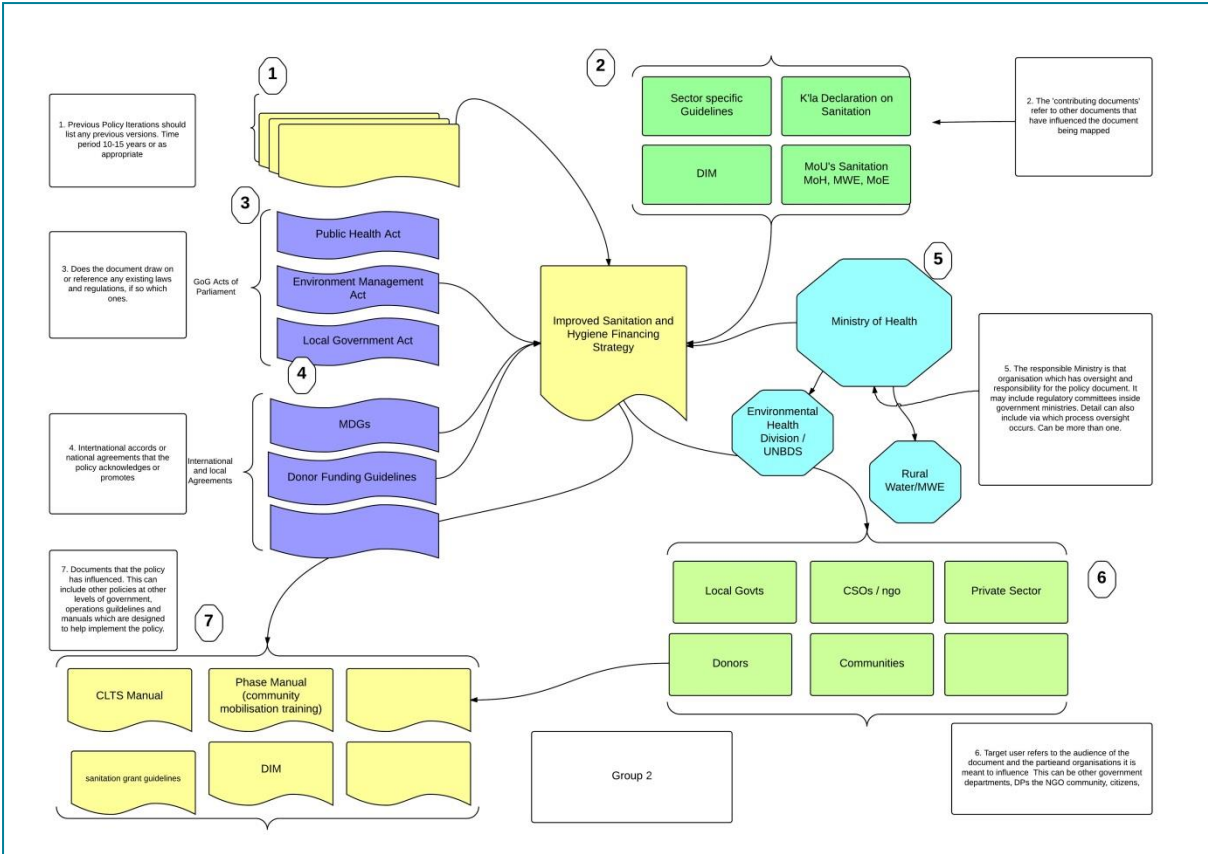 1
1. Previous Policy Iterations should
list any previous versions. Time
period 10-15 years or as
appropriate
2
Sector specific
Guidelines
K'la Declaration on
Sanitation
DIM
MoU's Sanitation
MoH, MWE, MoE
2. The 'contributing documents'
refer to other documents that
have influenced the document
being mapped
3
3. Does the document draw on
or reference any existing laws
and regulations, if so which
ones.
GoG Acts of
Parliament
Public Health Act
Environment Management
Act
Local Government Act
Improved Sanitation and
Hygiene Financing
Strategy
5
Ministry of Health
Environmental
Health
Division /
UNBDS
Rural
Water/MWE
5. The responsible Ministry is that
organisation which has oversight and
responsibility for the policy document. It
may include regulatory committees inside
government ministries. Detail can also
include via which process oversight
occurs. Can be more than one.
4
4. Intertnational accords or
national agreements that the
policy acknowledges or
promotes
International
and local
Agreements
MDGs
Donor Funding Guidelines
7. Documents that the policy
has influenced. This can
include other policies at other
levels of government,
operations guildelines and
manuals which are designed
to help implement the policy.
7
CLTS Manual
Phase Manual
(community
mobilisation training)
sanitation grant guidelines
DIM
6
Local Govts
CSOs / ngo
Private Sector
Donors
Communities
Group 2
6. Target user refers to the audience of the
document and the partieand organisations it is
meant to influence This can be other government
departments, DPs the NGO community, citizens,